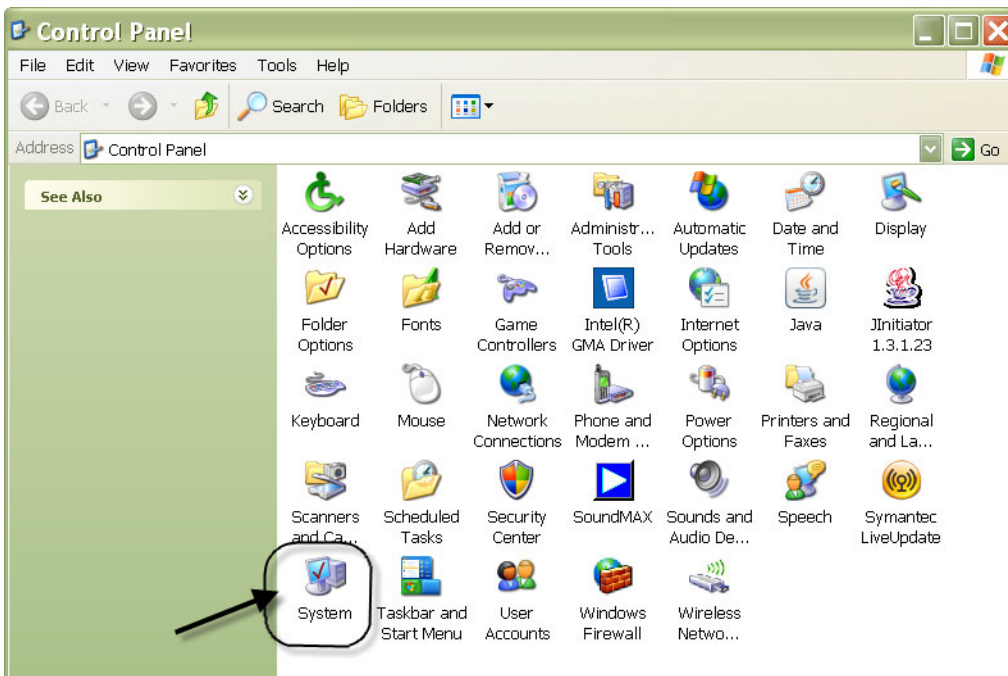 Control Panel
File Edit View Favorites Tools Help
Back Search Folders
Address Control Panel Go
See Also
Accessibility Options
Add Hardware
Add or Remov...
Administr... Tools
Automatic Updates
Date and Time
Display
Folder Options
Fonts
Game Controllers
Intel(R) GMA Driver
Internet Options
Java
JInitiator 1.3.1.23
Keyboard
Mouse
Network Connections
Phone and Modem ...
Power Options
Printers and Faxes
Regional and La...
Scanners and Ca...
Scheduled Tasks
Security Center
SoundMAX
Sounds and Audio De...
Speech
Symantec LiveUpdate
System
Taskbar and Start Menu
User Accounts
Windows Firewall
Wireless Netwo...